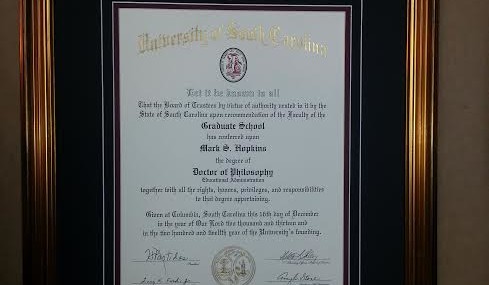 University of South Carolina
Let it be known to all
That the Board of Trustees by virtue of authority vested in it by the
State of South Carolina upon recommendation of the Faculty of the
Graduate School
has conferred upon
Mark S. Hopkins
the degree of
Doctor of Philosophy
Educational Administration
together with all the rights, honors, privileges, and responsibilities
to that degree appertaining.
Given at Columbia, South Carolina this 16th day of December
in the year of Our Lord two thousand and thirteen and
in the two hundred and twelfth year of the University's founding.